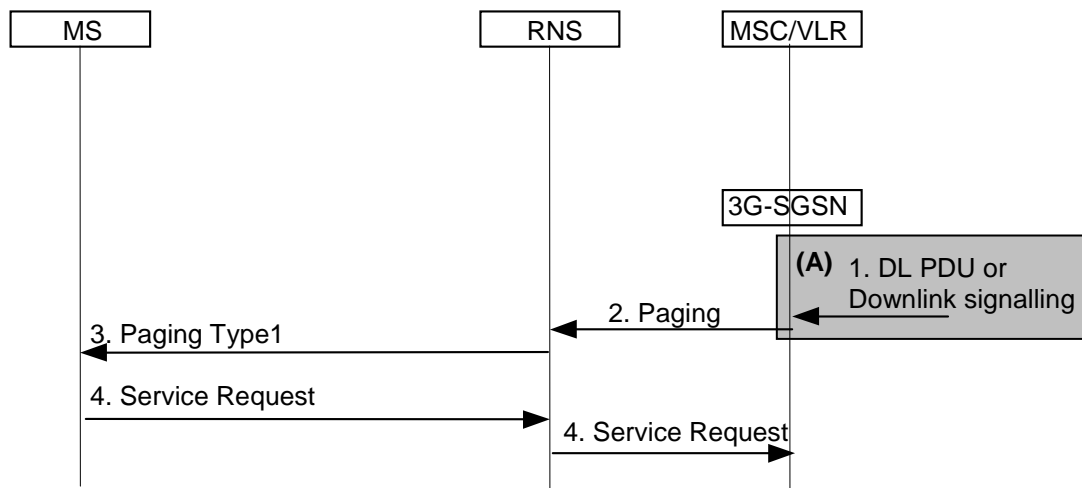 MS
RNS
MSC/VLR
3G-SGSN
(A) 1. DL PDU or
Downlink signalling
2. Paging
3. Paging Type1
4. Service Request
4. Service Request